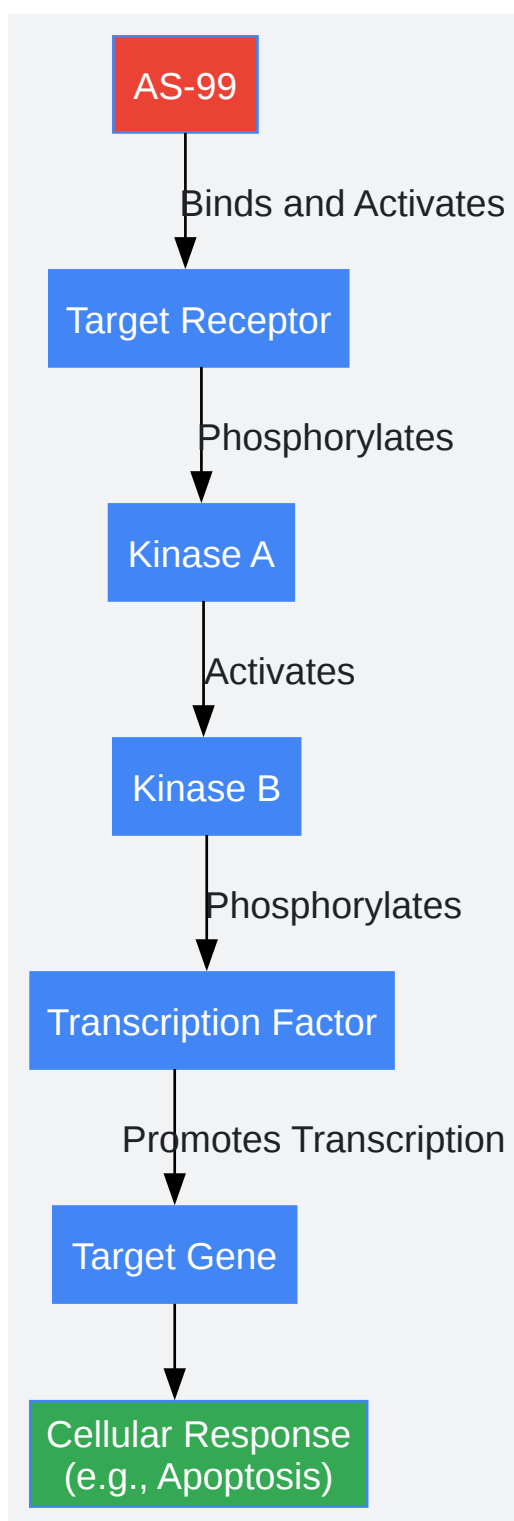 AS-99
Binds and Activates
Target Receptor
Phosphorylates
Kinase A
Activates
Kinase B
Phosphorylates
Transcription Factor
Promotes Transcription
Target Gene
Cellular Response
(e.g., Apoptosis)